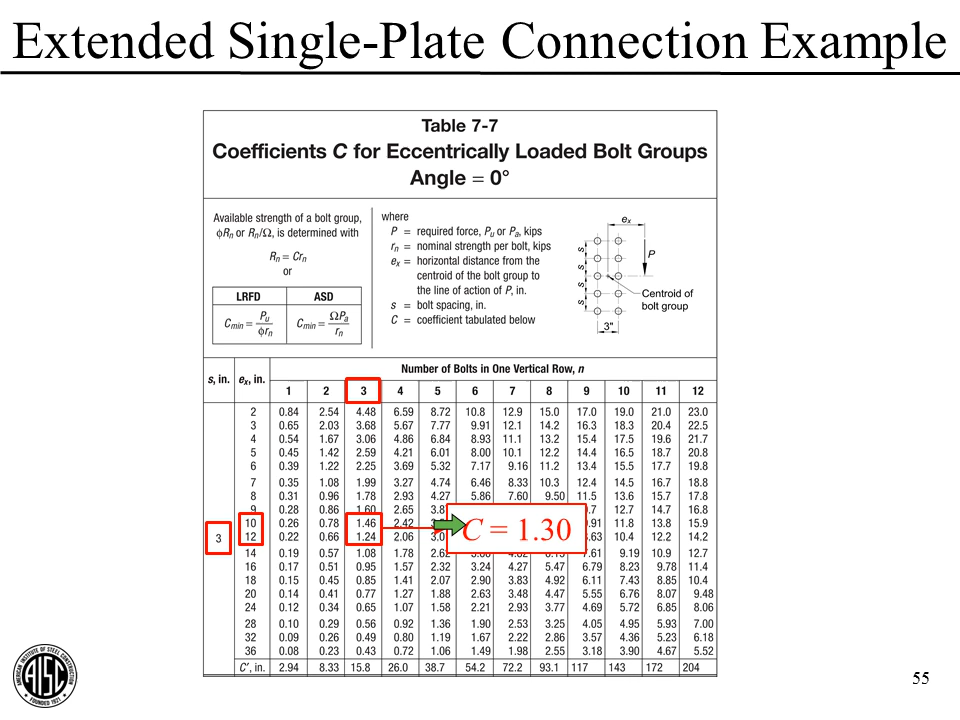 Extended Single-Plate Connection Example
Table 7-7
Coefficients C for Eccentrically Loaded Bolt Groups
Angle = 0°
Available strength of a bolt group,
ϕRn or Rn/Ω, is determined with
Rn = Crn
or
LRFD ASD
Cmin = Pu/ϕrn Cmin = ΩPa/rn
where
P = required force, Pu or Pa, kips
rn = nominal strength per bolt, kips
ex = horizontal distance from the
centroid of the bolt group to
the line of action of P, in.
s = bolt spacing, in.
C = coefficient tabulated below
ex
P
s
s
s
s
Centroid of
bolt group
3"
s, in. ex, in. Number of Bolts in One Vertical Row, n
1 2 3 4 5 6 7 8 9 10 11 12
2 0.84 2.54 4.48 6.59 8.72 10.8 12.9 15.0 17.0 19.0 21.0 23.0
3 0.65 2.03 3.68 5.67 7.77 9.91 12.1 14.2 16.3 18.3 20.4 22.5
4 0.54 1.67 3.06 4.86 6.84 8.93 11.1 13.2 15.4 17.5 19.6 21.7
5 0.45 1.42 2.59 4.21 6.01 8.00 10.1 12.2 14.4 16.5 18.7 20.8
6 0.39 1.22 2.25 3.69 5.32 7.17 9.16 11.2 13.4 15.5 17.7 19.8
7 0.35 1.08 1.99 3.27 4.74 6.46 8.33 10.3 12.4 14.5 16.7 18.8
8 0.31 0.96 1.78 2.93 4.27 5.86 7.60 9.50 11.5 13.6 15.7 17.8
9 0.28 0.86 1.60 2.65 12.7 14.7 16.8
10 0.26 0.78 1.46 2.42 11.8 13.8 15.9
3 12 0.22 0.66 1.24 2.06 10.4 12.2 14.2
C = 1.30
14 0.19 0.57 1.08 1.78 2.62 9.19 10.9 12.7
16 0.17 0.51 0.95 1.57 2.32 3.24 4.27 5.47 6.79 8.23 9.78 11.4
18 0.15 0.45 0.85 1.41 2.07 2.90 3.83 4.92 6.11 7.43 8.85 10.4
20 0.14 0.41 0.77 1.27 1.88 2.63 3.48 4.47 5.55 6.76 8.07 9.48
24 0.12 0.34 0.65 1.07 1.58 2.21 2.93 3.77 4.69 5.72 6.85 8.06
28 0.10 0.29 0.56 0.92 1.36 1.90 2.53 3.25 4.05 4.95 5.93 7.00
32 0.09 0.26 0.49 0.80 1.19 1.67 2.22 2.86 3.57 4.36 5.23 6.18
36 0.08 0.23 0.43 0.72 1.06 1.49 1.98 2.55 3.18 3.90 4.67 5.52
C′, in. 2.94 8.33 15.8 26.0 38.7 54.2 72.2 93.1 117 143 172 204
AMERICAN INSTITUTE OF STEEL CONSTRUCTION
AISC
FOUNDED 1921
55